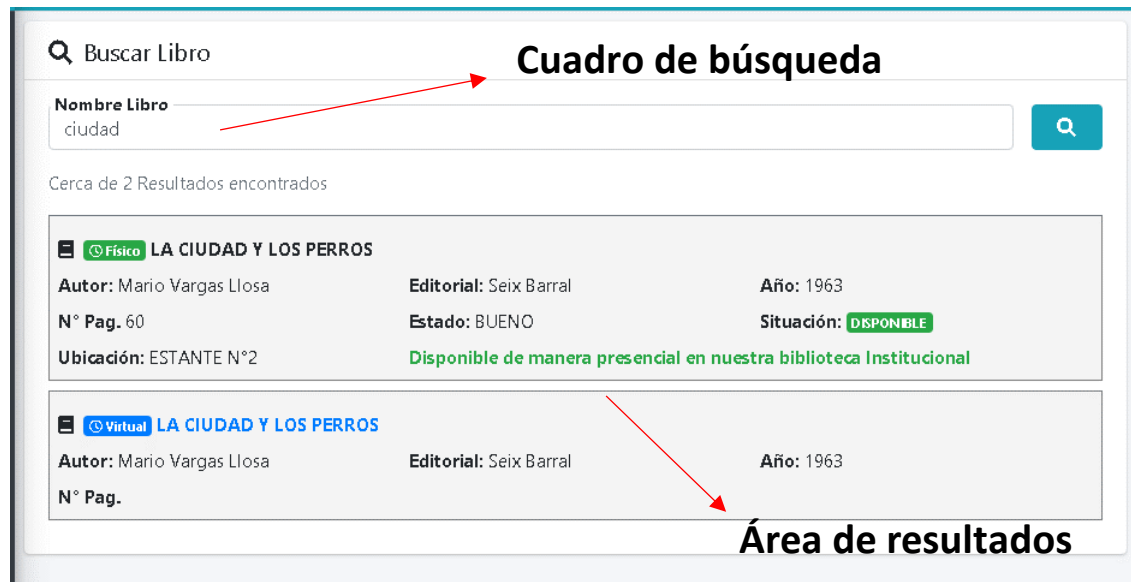 Buscar Libro
Cuadro de búsqueda
Nombre Libro
ciudad
Cerca de 2 Resultados encontrados
Físico LA CIUDAD Y LOS PERROS
Autor: Mario Vargas Llosa Editorial: Seix Barral Año: 1963
N° Pag. 60 Estado: BUENO Situación: DISPONIBLE
Ubicación: ESTANTE N°2 Disponible de manera presencial en nuestra biblioteca Institucional
Virtual LA CIUDAD Y LOS PERROS
Autor: Mario Vargas Llosa Editorial: Seix Barral Año: 1963
N° Pag.
Área de resultados